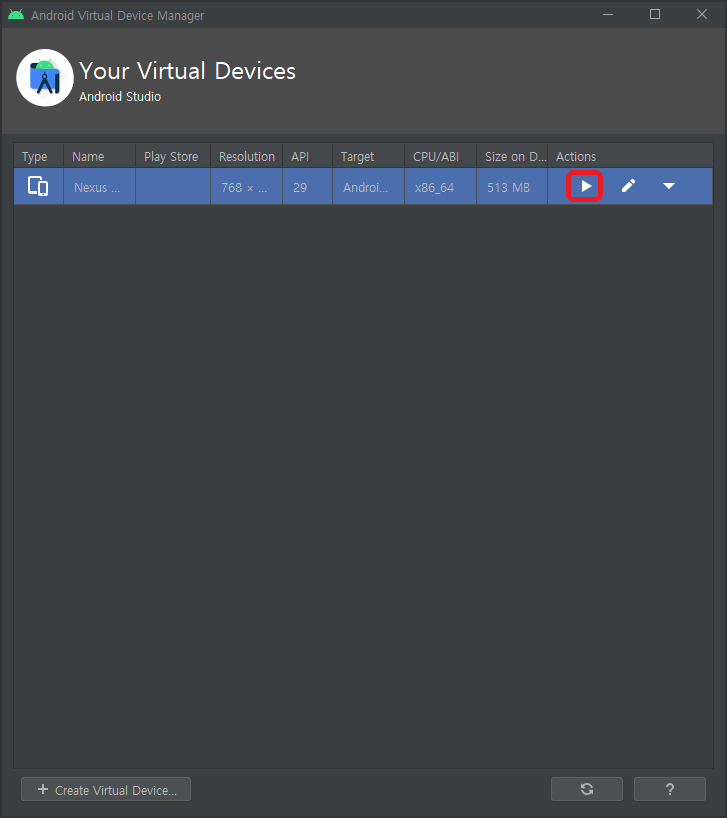 Android Virtual Device Manager
Your Virtual Devices
Android Studio
Type Name Play Store Resolution API Target CPU/ABI Size on D... Actions
Nexus ... 768 × ... 29 Androi... x86_64 513 MB
+ Create Virtual Device...
?